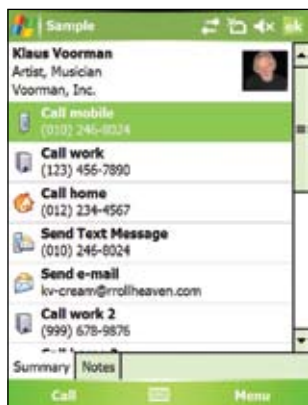 Sample
ok
Klaus Voorman
Artist, Musician
Voorman, Inc.
Call mobile
(010) 246-8024
Call work
(123) 456-7890
Call home
(012) 234-4567
Send Text Message
(010) 246-8024
Send e-mail
kv-cream@rrollheaven.com
Call work 2
(999) 678-9876
Summary Notes
Call Menu